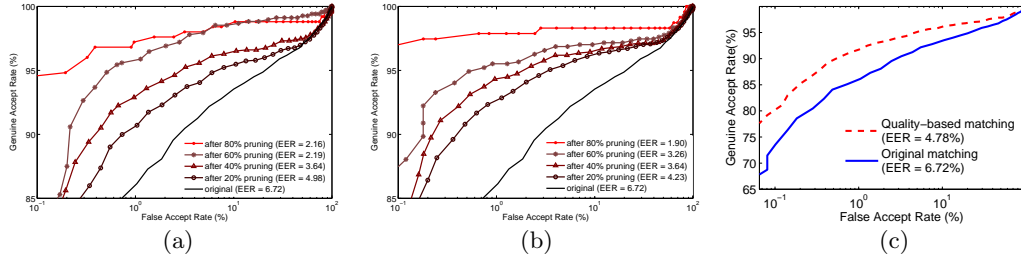 100
95
90
85
Genuine Accept Rate (%)
after 80% pruning (EER = 2.16)
after 60% pruning (EER = 2.19)
after 40% pruning (EER = 3.64)
after 20% pruning (EER = 4.98)
original (EER = 6.72)
10^-1 10^0 10^1 10^2
False Accept Rate (%)
(a)
100
95
90
85
Genuine Accept Rate (%)
after 80% pruning (EER = 1.90)
after 60% pruning (EER = 3.26)
after 40% pruning (EER = 3.64)
after 20% pruning (EER = 4.23)
original (EER = 6.72)
10^-1 10^0 10^1 10^2
False Accept Rate (%)
(b)
95
90
85
80
75
70
65
Genuine Accept Rate(%)
Quality-based matching
(EER = 4.78%)
Original matching
(EER = 6.72%)
10^-1 10^0 10^1
False Accept Rate (%)
(c)